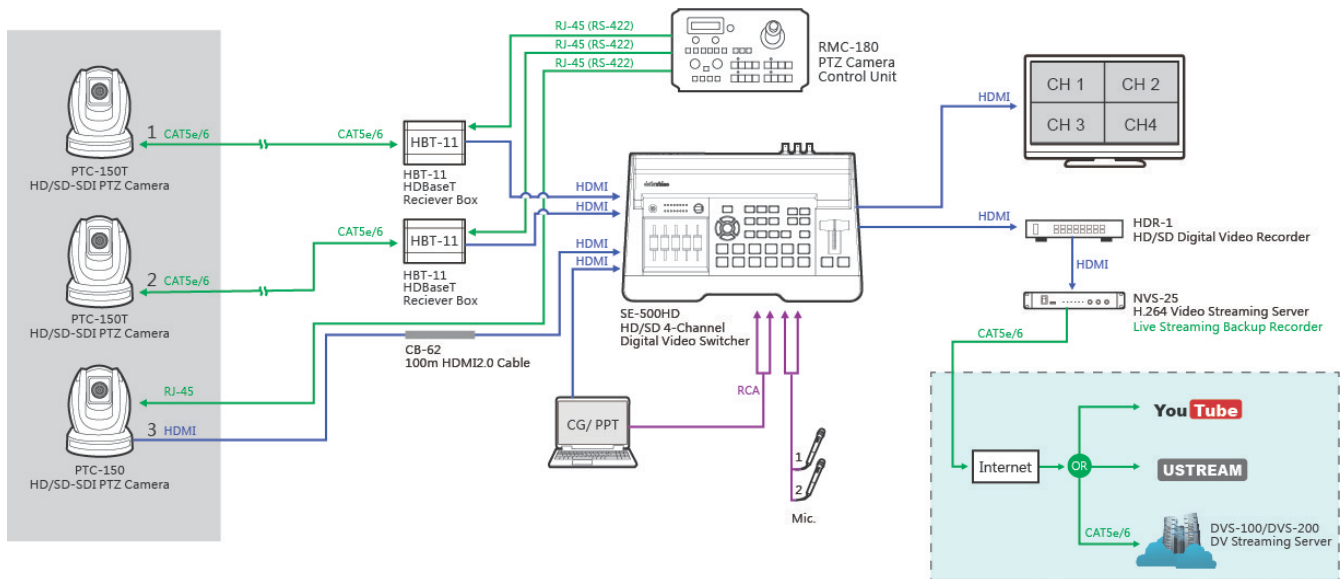 RJ-45 (RS-422)
RJ-45 (RS-422)
RJ-45 (RS-422)
RMC-180
PTZ Camera
Control Unit
1 CAT5e/6
CAT5e/6
HBT-11
PTC-150T
HD/SD-SDI PTZ Camera
HBT-11
HDBaseT
Reciever Box
HDMI
HDMI
HDMI
HDMI
2 CAT5e/6
CAT5e/6
HBT-11
PTC-150T
HD/SD-SDI PTZ Camera
HBT-11
HDBaseT
Reciever Box
SE-500HD
HD/SD 4-Channel
Digital Video Switcher
CB-62
100m HDMI2.0 Cable
RJ-45
3 HDMI
PTC-150
HD/SD-SDI PTZ Camera
CG/ PPT
RCA
1
2
Mic.
HDMI
CH 1 CH 2
CH 3 CH4
HDMI
HDR-1
HD/SD Digital Video Recorder
HDMI
NVS-25
H.264 Video Streaming Server
Live Streaming Backup Recorder
CAT5e/6
Internet
OR
You Tube
USTREAM
CAT5e/6
DVS-100/DVS-200
DV Streaming Server